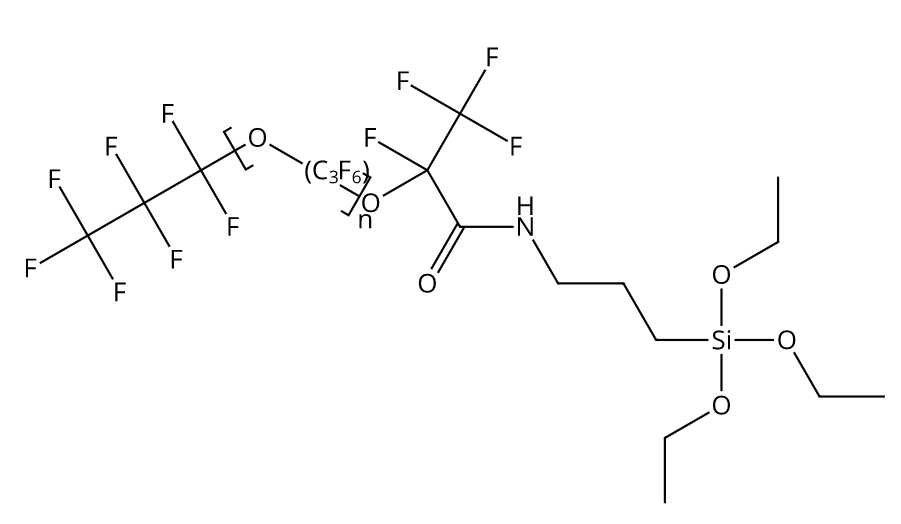 F
F F
F O
F F (C₃F₆) F
F H
F F O
F F n N
F O O
Si O
O